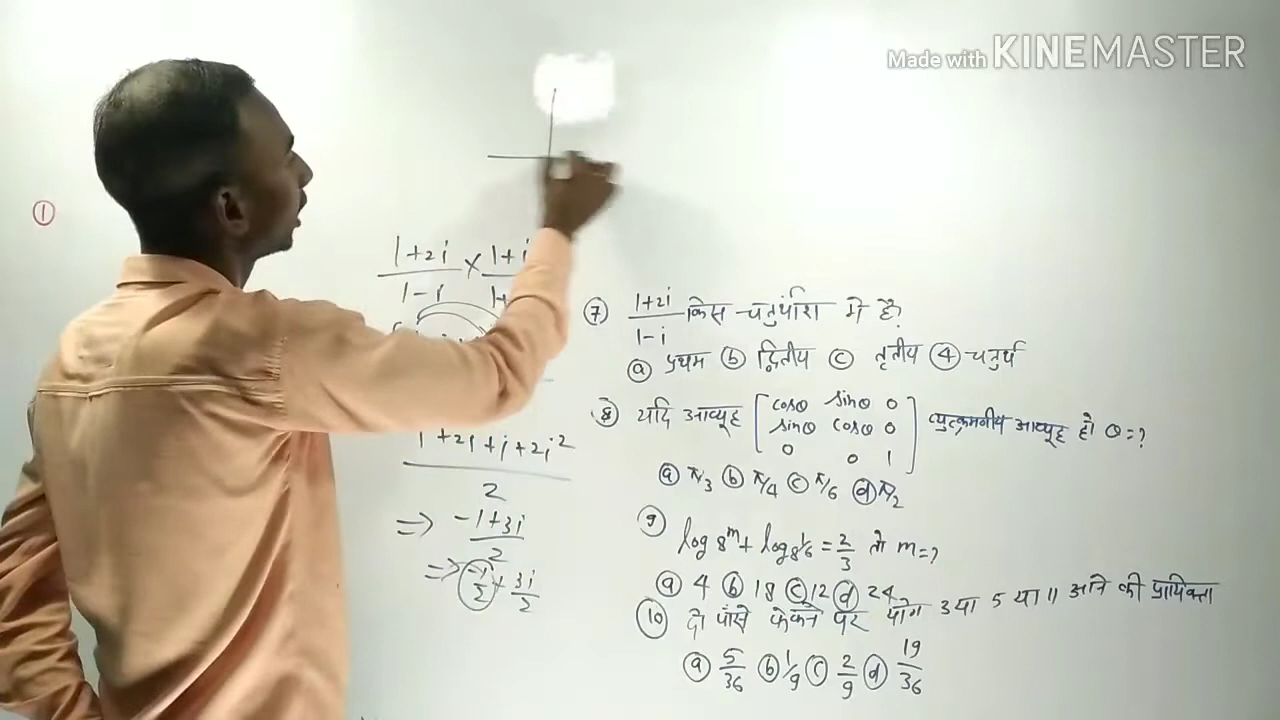 Made with KINEMASTER
①
1+2i / 1-i × 1+i / 1+
1+2i+i+2i² / 2
⇒ -1+3i / 2
⇒ -1/2 + 3i/2
⑦ 1+2i / 1-i किस चतुर्थांश मे है?
ⓐ प्रथम ⓑ द्वितीय ⓒ तृतीय ④ चतुर्थ
⑧ यदि आव्यूह [cosθ sinθ 0
sinθ cosθ 0
0 0 1] व्युत्क्रमनीय आव्यूह हो θ=?
ⓐ π/3 ⓑ π/4 ⓒ π/6 ⓓ π/2
⑨ log 8^m + log 8^1/6 = 2/3 तो m=?
ⓐ 4 ⓑ 18 ⓒ 12 ⓓ 24
⑩ दो पांसे फेकने पर योग 3 या 5 या 11 आने की प्रायिकता
ⓐ 5/36 ⓑ 1/9 ⓒ 2/9 ⓓ 19/36